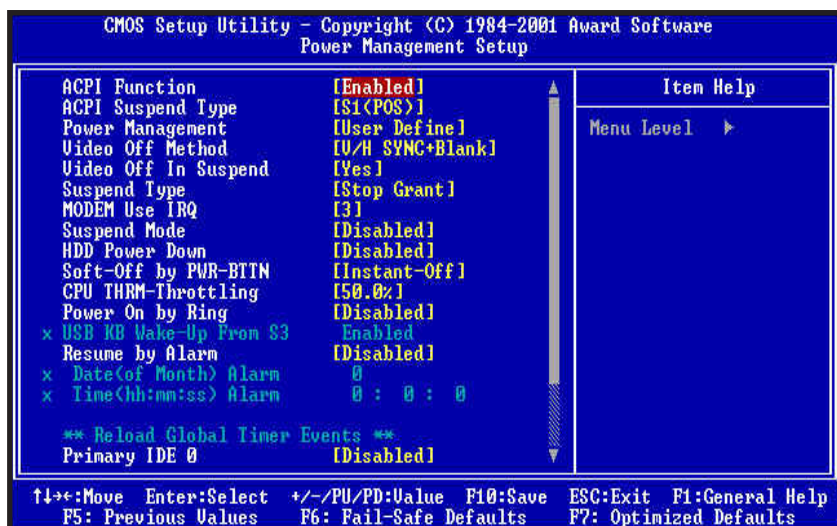 CMOS Setup Utility - Copyright (C) 1984-2001 Award Software
Power Management Setup
ACPI Function [Enabled]
ACPI Suspend Type [S1(POS)]
Power Management [User Define]
Video Off Method [V/H SYNC+Blank]
Video Off In Suspend [Yes]
Suspend Type [Stop Grant]
MODEM Use IRQ [3]
Suspend Mode [Disabled]
HDD Power Down [Disabled]
Soft-Off by PWR-BTTN [Instant-Off]
CPU THRM-Throttling [50.0%]
Power On by Ring [Disabled]
x USB KB Wake-Up From S3 Enabled
Resume by Alarm [Disabled]
x Date(of Month) Alarm 0
x Time(hh:mm:ss) Alarm 0 : 0 : 0
** Reload Global Timer Events **
Primary IDE 0 [Disabled]
Item Help
Menu Level ►
↑↓→←:Move Enter:Select +/-/PU/PD:Value F10:Save ESC:Exit F1:General Help
F5: Previous Values F6: Fail-Safe Defaults F7: Optimized Defaults